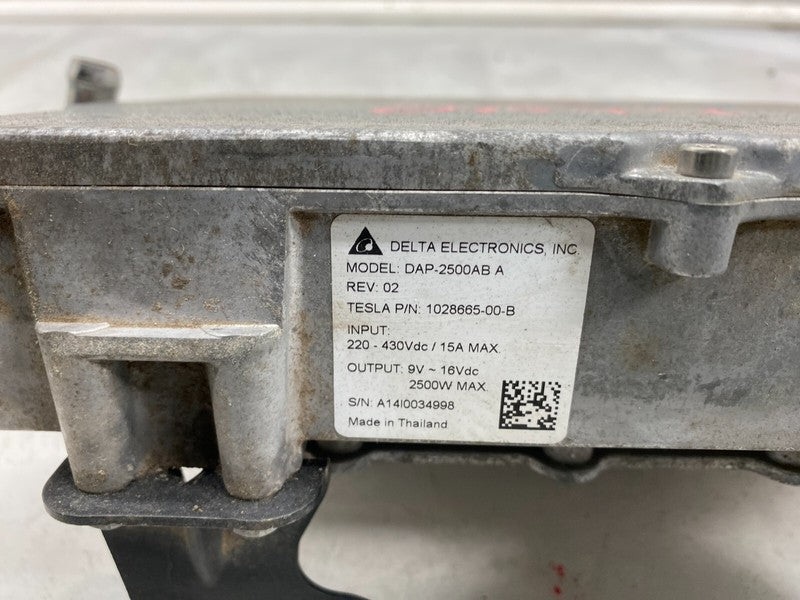 DELTA ELECTRONICS, INC.
MODEL: DAP-2500AB A
REV: 02
TESLA P/N: 1028665-00-B
INPUT:
220 - 430Vdc / 15A MAX.
OUTPUT: 9V ~ 16Vdc
2500W MAX.
S/N: A14I0034998
Made in Thailand